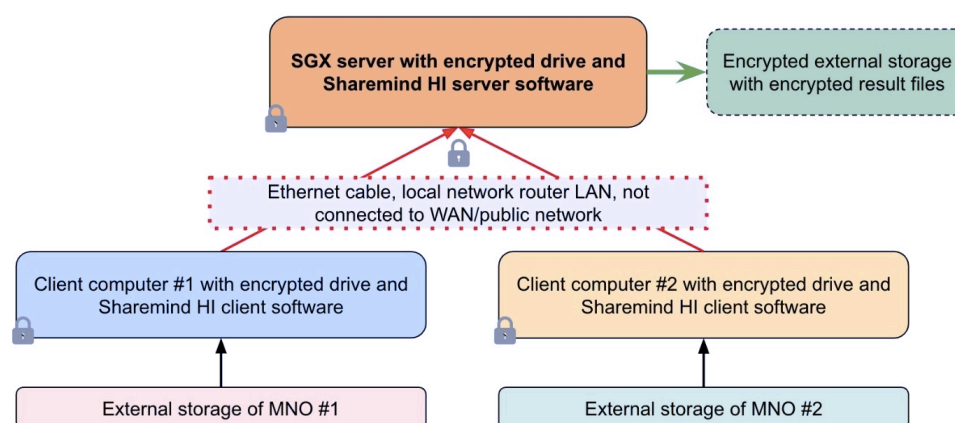 SGX server with encrypted drive and
Sharemind HI server software
Encrypted external storage
with encrypted result files
Ethernet cable, local network router LAN, not
connected to WAN/public network
Client computer #1 with encrypted drive and
Sharemind HI client software
Client computer #2 with encrypted drive and
Sharemind HI client software
External storage of MNO #1
External storage of MNO #2